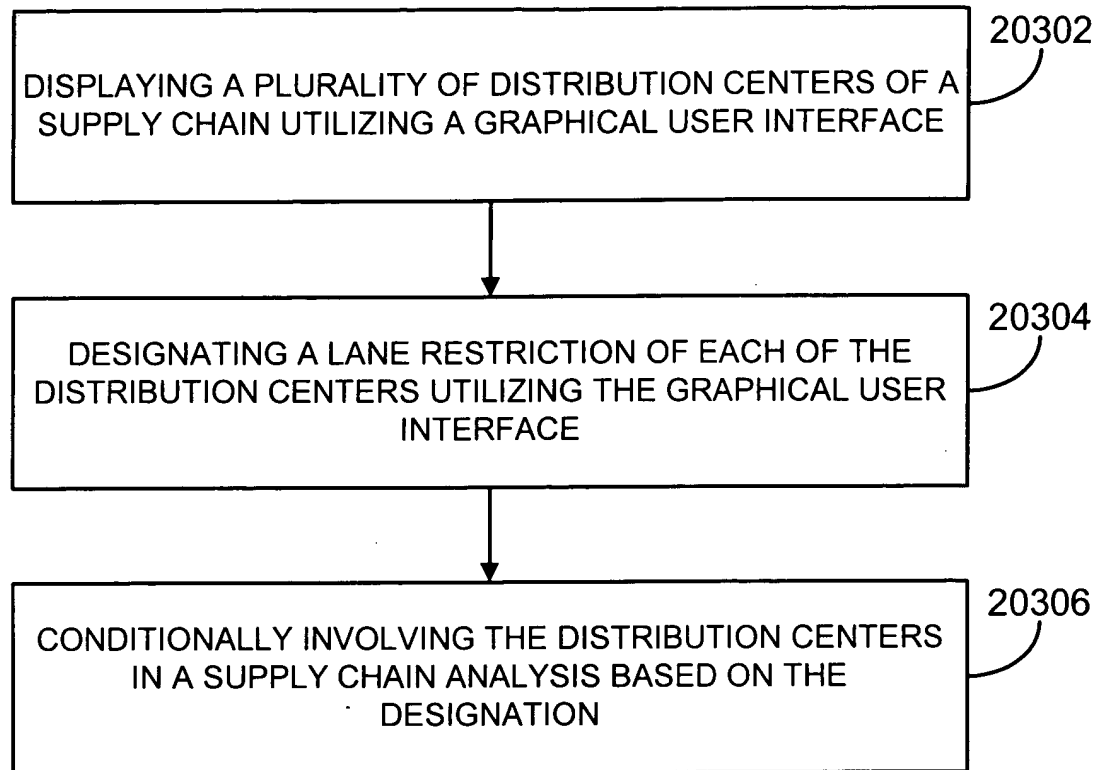 20302
DISPLAYING A PLURALITY OF DISTRIBUTION CENTERS OF A
SUPPLY CHAIN UTILIZING A GRAPHICAL USER INTERFACE
20304
DESIGNATING A LANE RESTRICTION OF EACH OF THE
DISTRIBUTION CENTERS UTILIZING THE GRAPHICAL USER
INTERFACE
20306
CONDITIONALLY INVOLVING THE DISTRIBUTION CENTERS
IN A SUPPLY CHAIN ANALYSIS BASED ON THE
DESIGNATION